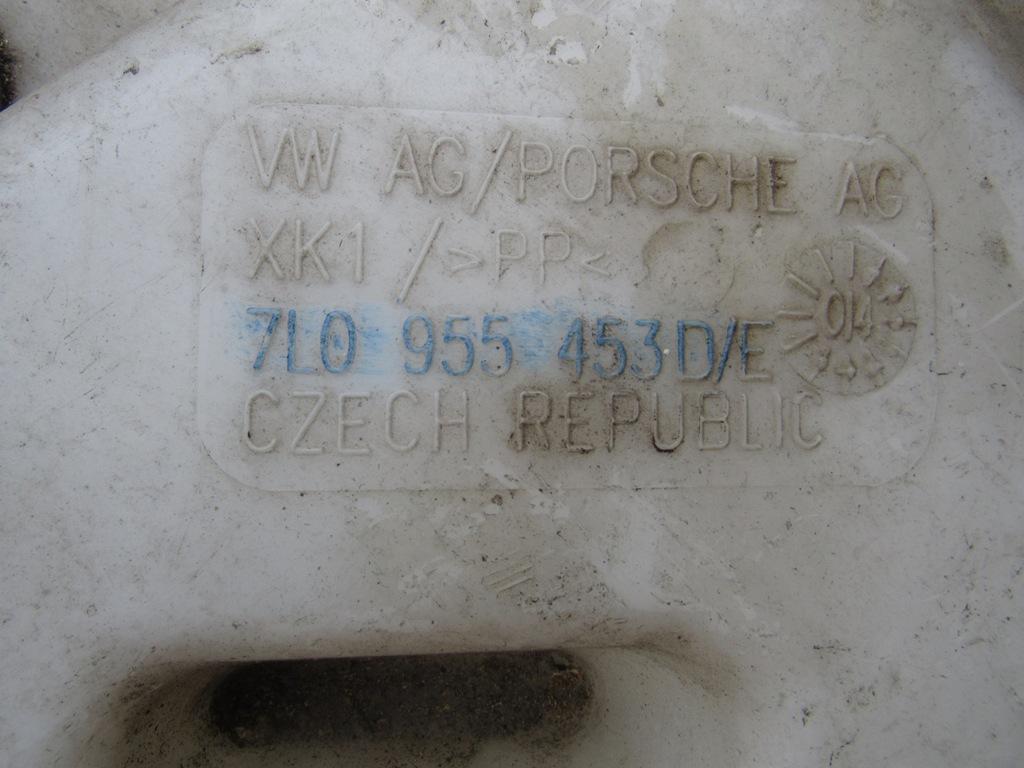 VW AG/PORSCHE AG
XK1 / >PP<
7L0 955 453D/E
CZECH REPUBLIC